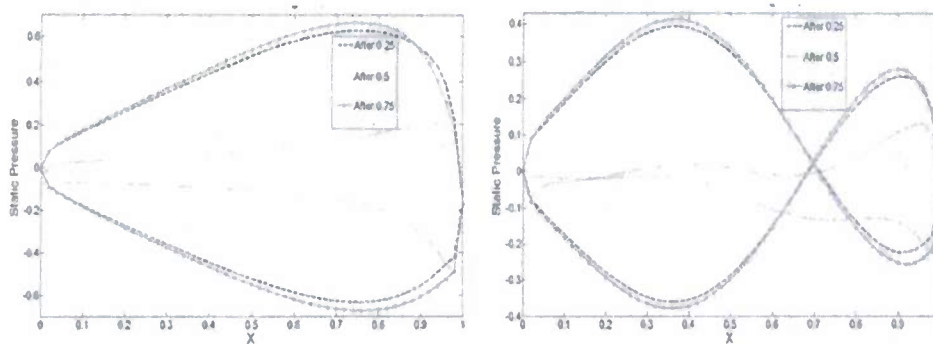 0.6
0.4
0.2
0
-0.2
-0.4
-0.6
Static Pressure
0 0.1 0.2 0.3 0.4 0.5 0.6 0.7 0.8 0.9 1
X
After 0.25
After 0.5
After 0.75
0.4
0.3
0.2
0.1
0
-0.1
-0.2
-0.3
-0.4
Static Pressure
0 0.1 0.2 0.3 0.4 0.5 0.6 0.7 0.8 0.9
X
After 0.25
After 0.5
After 0.75